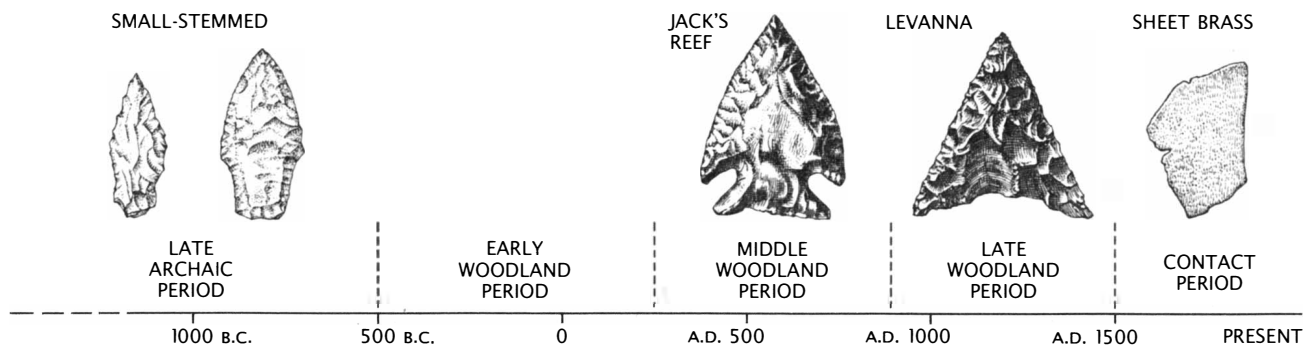 SMALL-STEMMED
JACK'S
REEF
LEVANNA
SHEET BRASS
LATE
ARCHAIC
PERIOD
EARLY
WOODLAND
PERIOD
MIDDLE
WOODLAND
PERIOD
LATE
WOODLAND
PERIOD
CONTACT
PERIOD
1000 B.C.
500 B.C.
0
A.D. 500
A.D. 1000
A.D. 1500
PRESENT